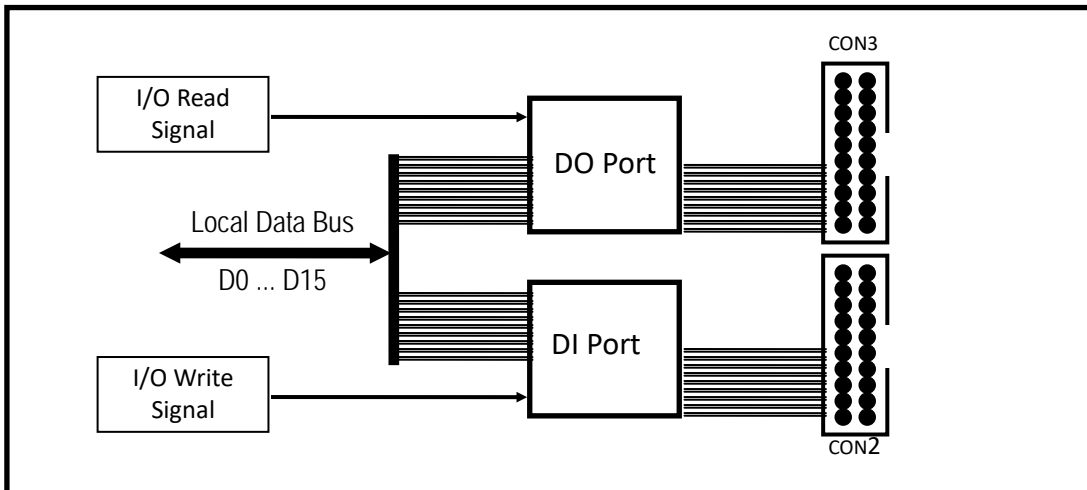 CON3
I/O Read
Signal
DO Port
Local Data Bus
D0 ... D15
DI Port
I/O Write
Signal
CON2